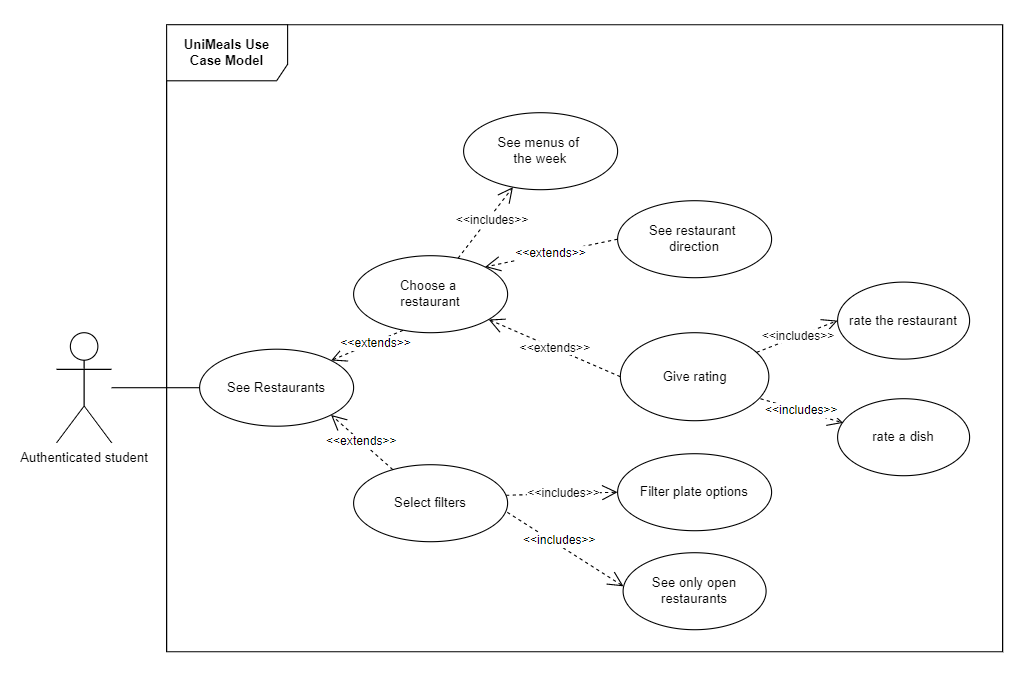 UniMeals Use
Case Model
See menus of
the week
<<includes>>
See restaurant
direction
<<extends>>
Choose a
restaurant
rate the restaurant
<<includes>>
<<extends>>
<<extends>>
Give rating
See Restaurants
<<includes>>
rate a dish
<<extends>>
Authenticated student
Select filters
<<includes>>
Filter plate options
<<includes>>
See only open
restaurants